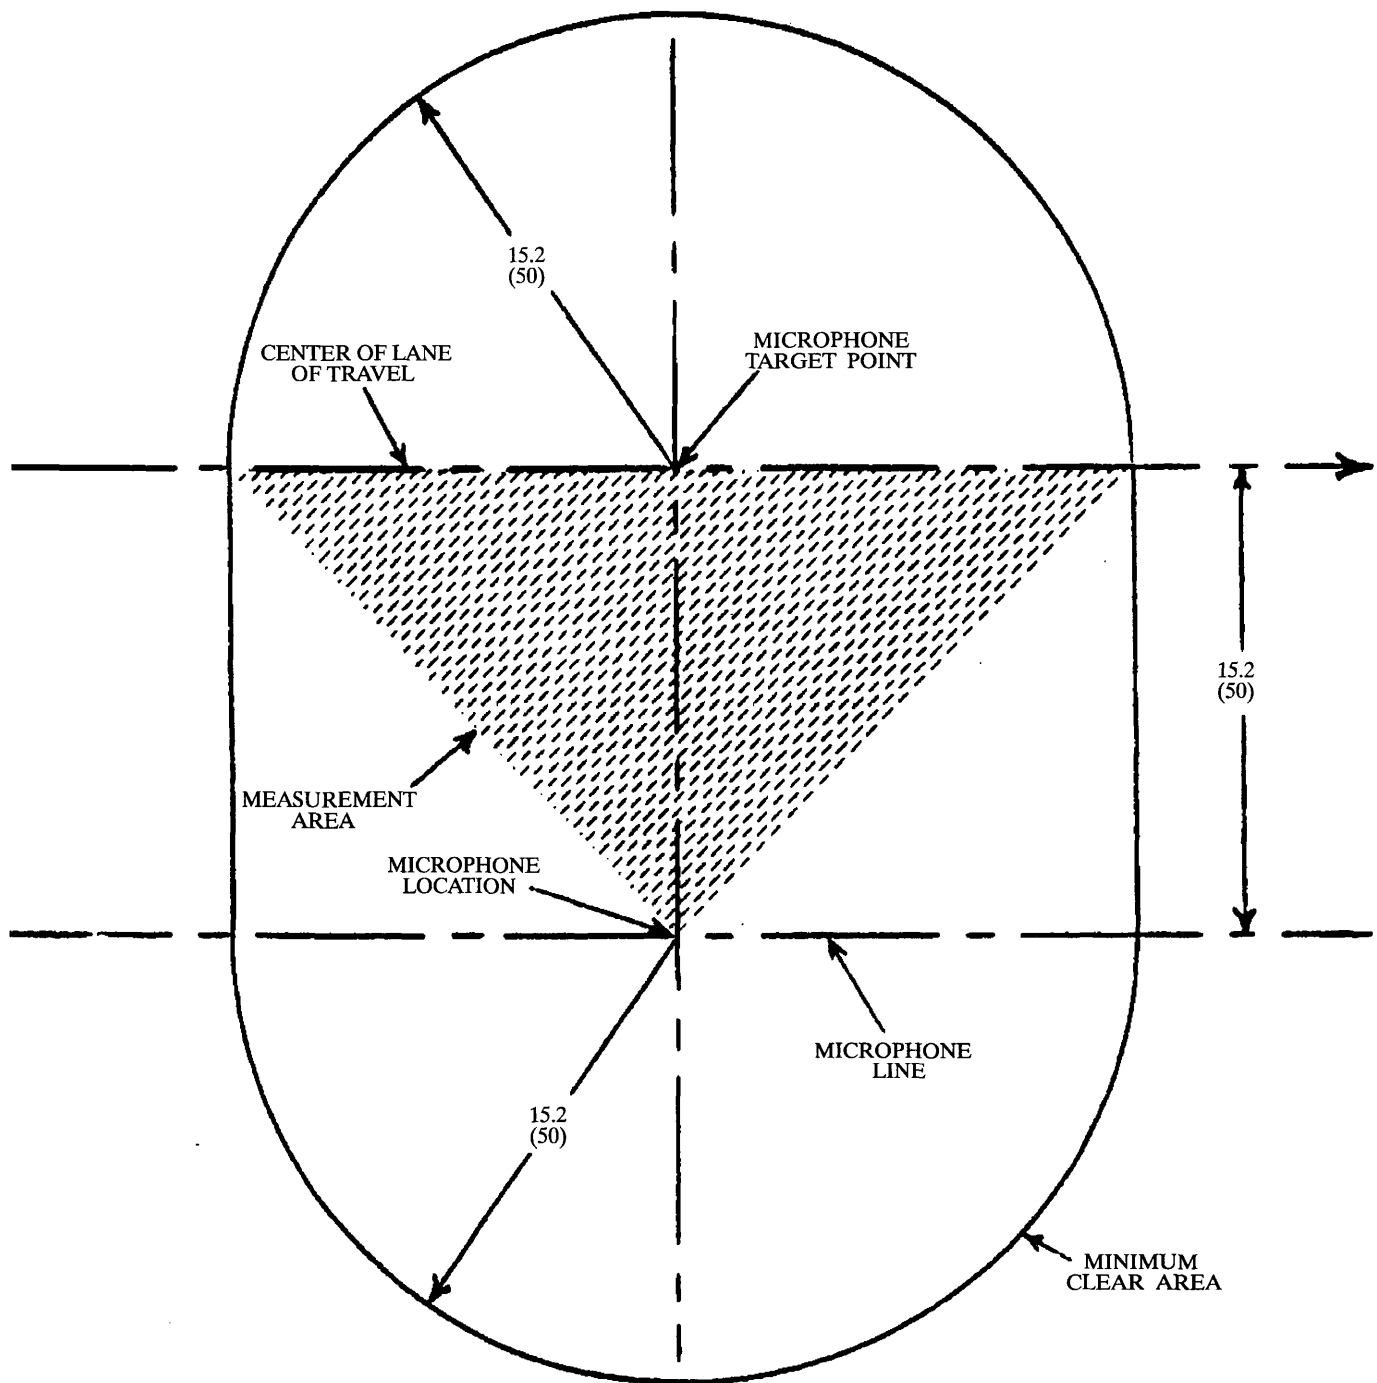 15.2
(50)
MICROPHONE
TARGET POINT
CENTER OF LANE
OF TRAVEL
15.2
(50)
MEASUREMENT
AREA
MICROPHONE
LOCATION
MICROPHONE
LINE
15.2
(50)
MINIMUM
CLEAR AREA